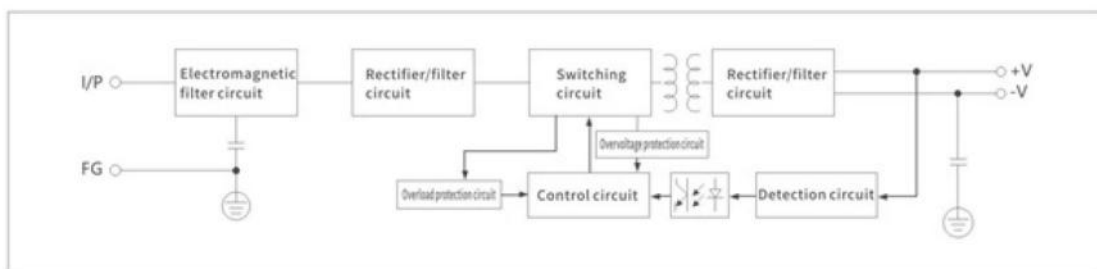 I/P
Electromagnetic
filter circuit
Rectifier/filter
circuit
Switching
circuit
Rectifier/filter
circuit
+V
-V
Overvoltage protection circuit
FG
Overload protection circuit
Control circuit
Detection circuit